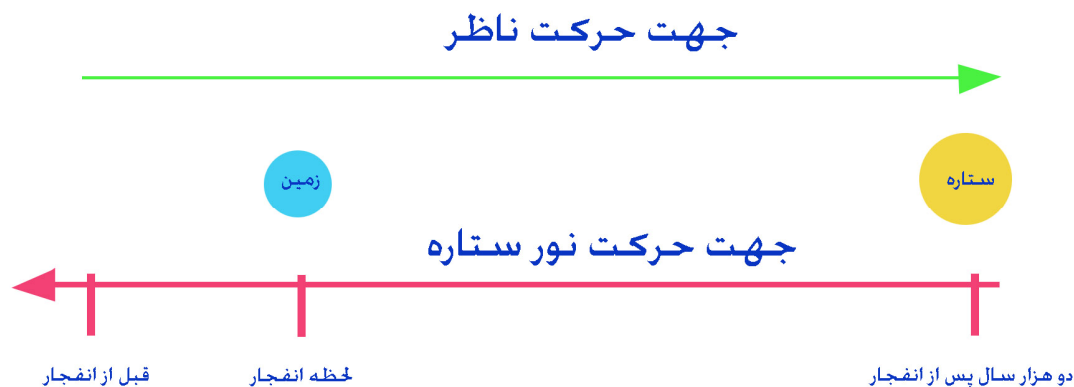 جهت حرکت ناظر
ستاره
زمین
جهت حرکت نور ستاره
دو هزار سال پس از انفجار
لحظه انفجار
قبل از انفجار